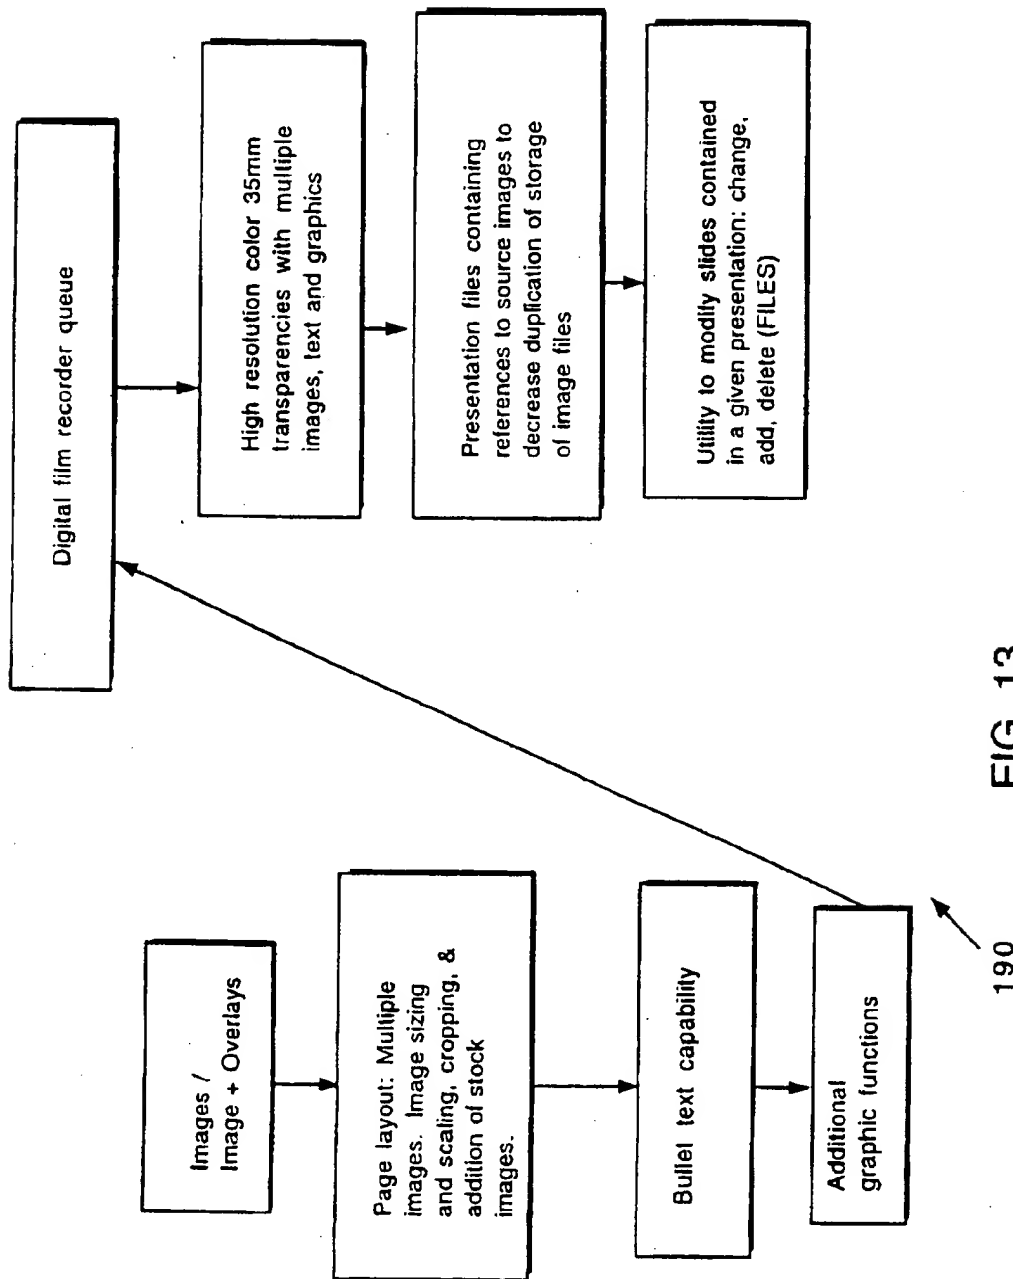 Images /
Image + Overlays
Page layout: Multiple
images. Image sizing
and scaling, cropping, &
addition of stock
images.
Bullet text capability
Additional
graphic functions
Digital film recorder queue
High resolution color 35mm
transparencies with multiple
images, text and graphics
Presentation files containing
references to source images to
decrease duplication of storage
of image files
Utility to modify slides contained
in a given presentation: change,
add, delete (FILES)
190
FIG. 13